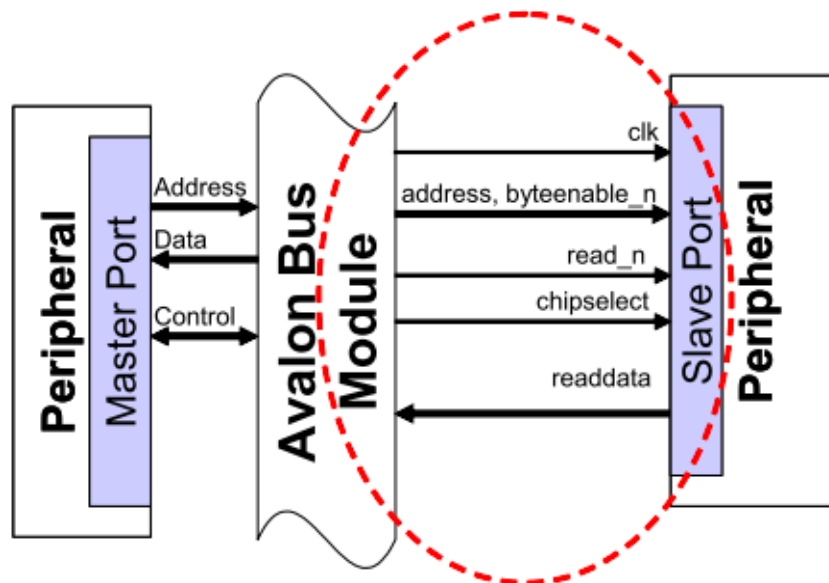 Peripheral
Master Port
Address
Data
Control
Avalon Bus
Module
clk
address, byteenable_n
read_n
chipselect
readdata
Slave Port
Peripheral